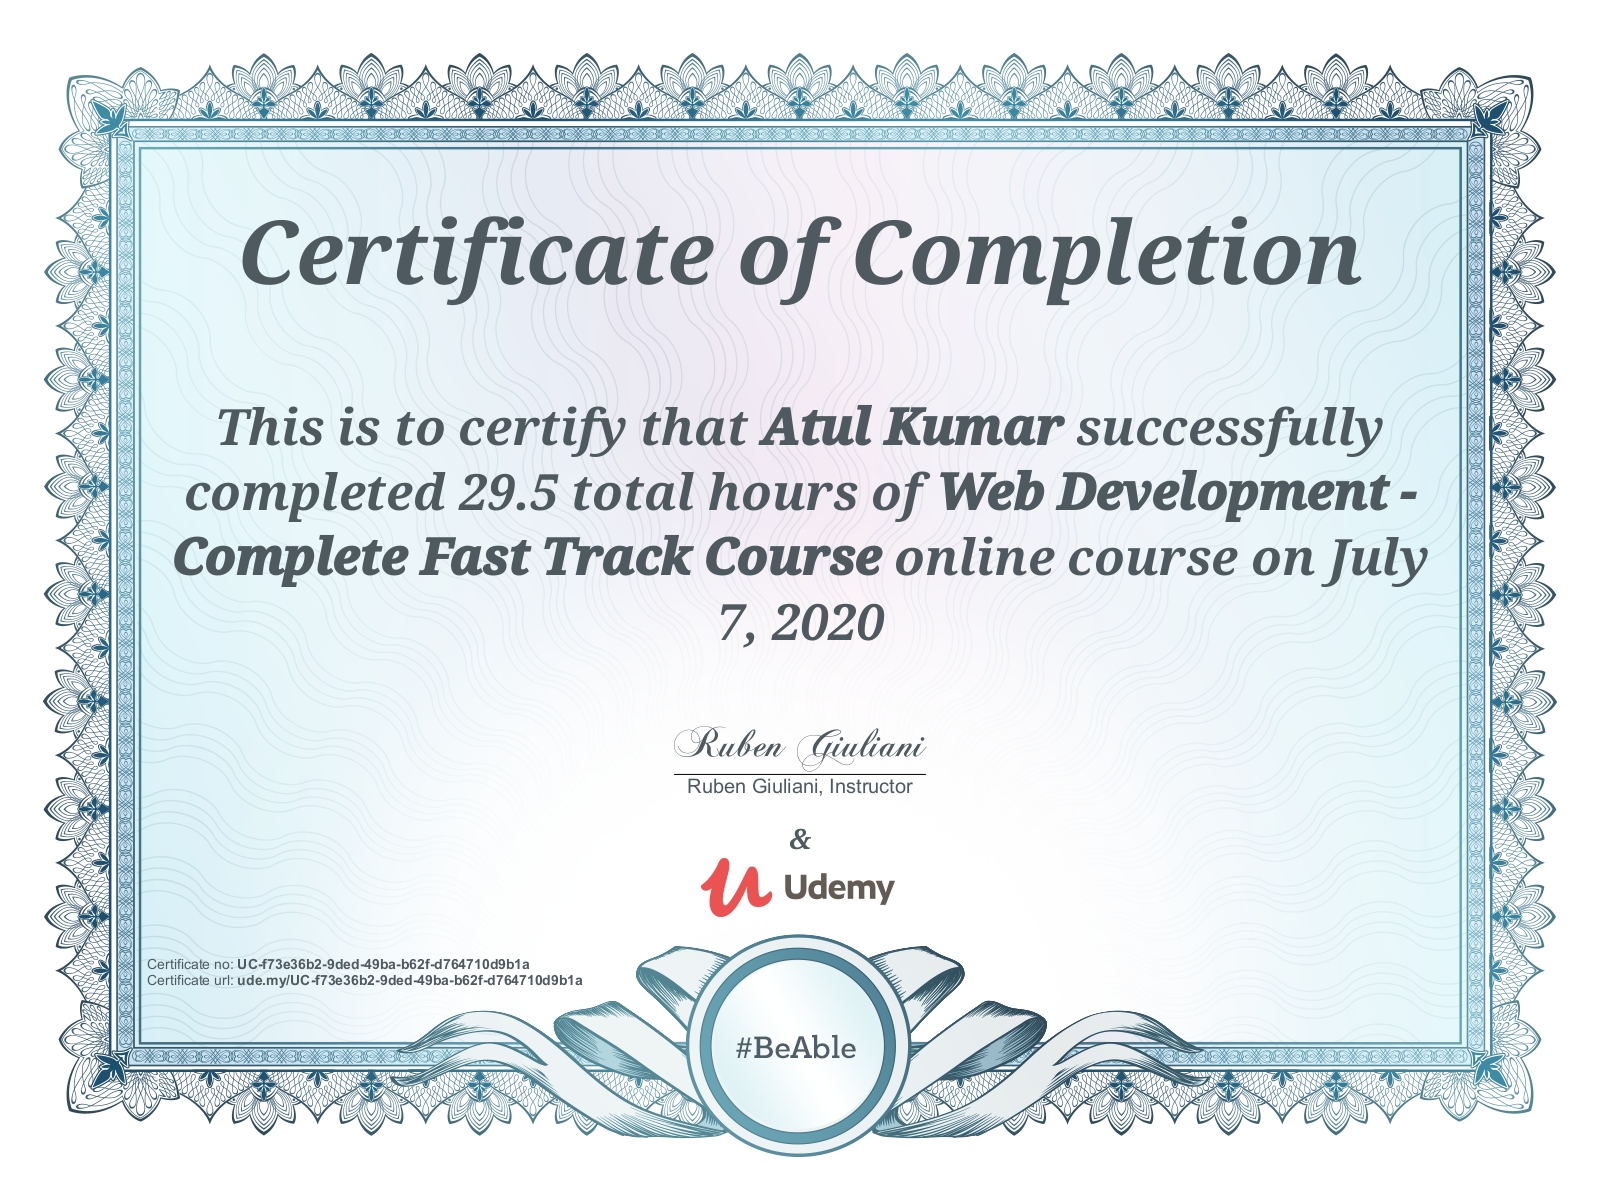 Certificate of Completion
This is to certify that Atul Kumar successfully
completed 29.5 total hours of Web Development -
Complete Fast Track Course online course on July
7, 2020
Ruben Giuliani
Ruben Giuliani, Instructor
&
Udemy
Certificate no: UC-f73e36b2-9ded-49ba-b62f-d764710d9b1a
Certificate url: ude.my/UC-f73e36b2-9ded-49ba-b62f-d764710d9b1a
#BeAble